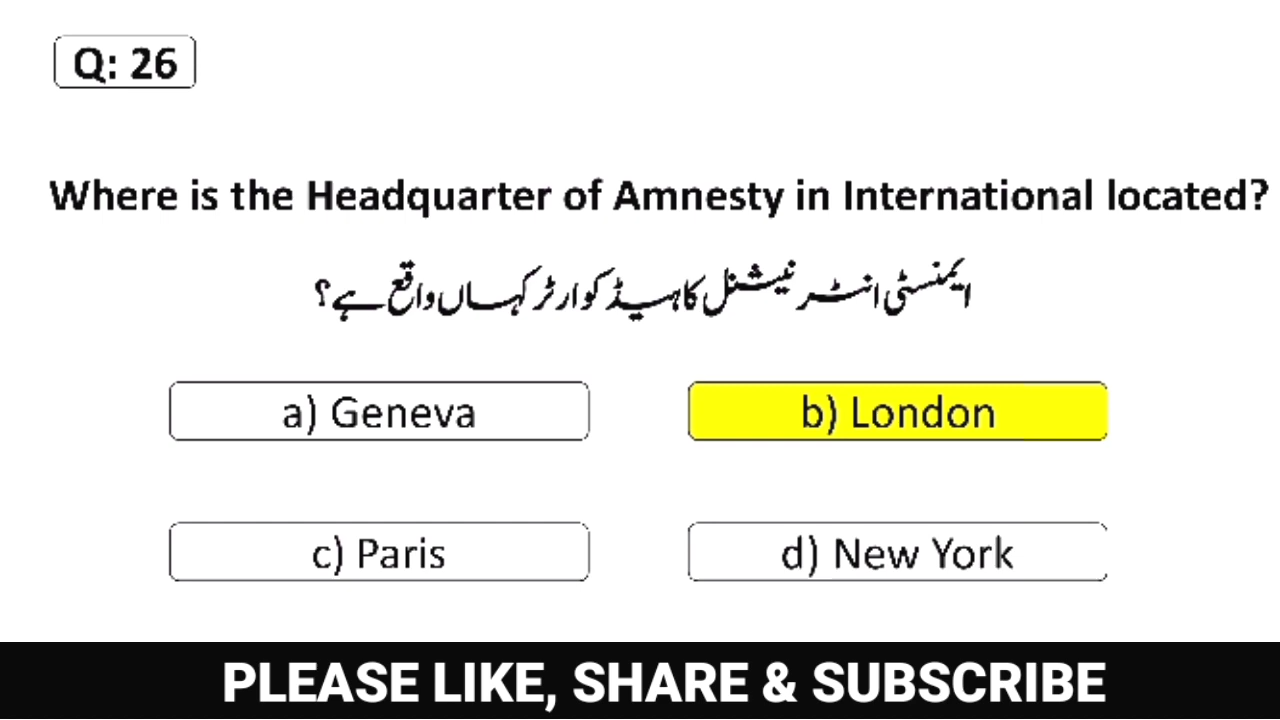 Q: 26
Where is the Headquarter of Amnesty in International located?
ایمنسٹی انٹرنیشنل کا ہیڈ کوارٹر کہاں واقع ہے؟
a) Geneva
b) London
c) Paris
d) New York
PLEASE LIKE, SHARE & SUBSCRIBE